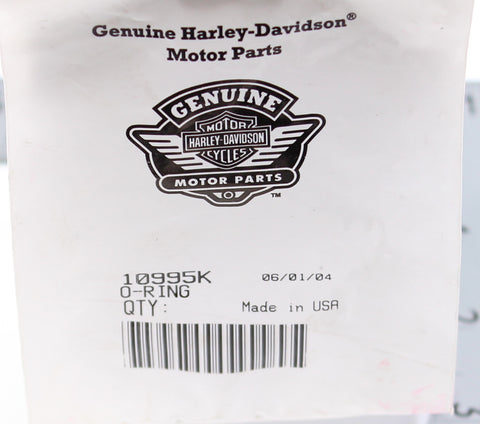 Genuine Harley-Davidson®
Motor Parts
GENUINE
MOTOR
HARLEY-DAVIDSON
CYCLES
MOTOR PARTS
TM
10995K 06/01/04
O-RING
QTY: Made in USA